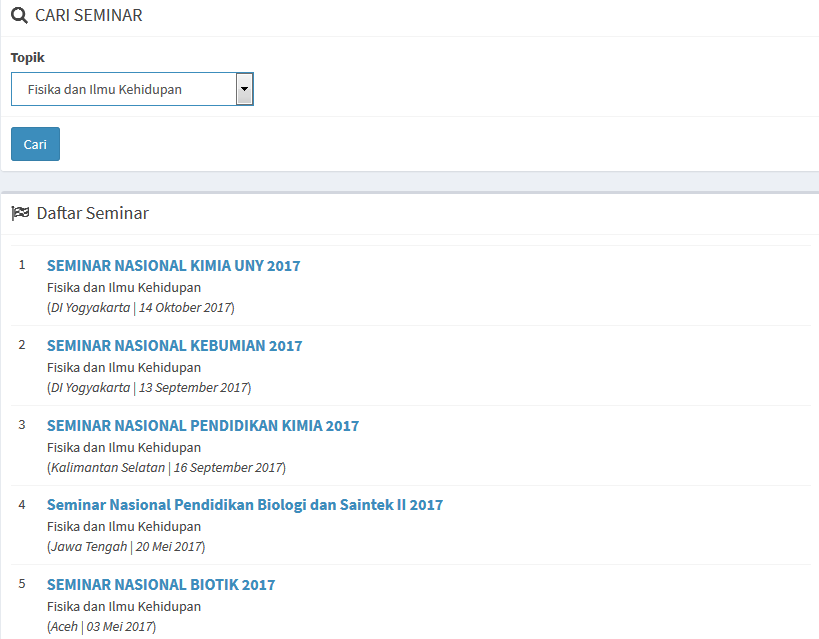 CARI SEMINAR
Topik
Fisika dan Ilmu Kehidupan
Cari
Daftar Seminar
1 SEMINAR NASIONAL KIMIA UNY 2017
Fisika dan Ilmu Kehidupan
(DI Yogyakarta | 14 Oktober 2017)
2 SEMINAR NASIONAL KEBUMIAN 2017
Fisika dan Ilmu Kehidupan
(DI Yogyakarta | 13 September 2017)
3 SEMINAR NASIONAL PENDIDIKAN KIMIA 2017
Fisika dan Ilmu Kehidupan
(Kalimantan Selatan | 16 September 2017)
4 Seminar Nasional Pendidikan Biologi dan Saintek II 2017
Fisika dan Ilmu Kehidupan
(Jawa Tengah | 20 Mei 2017)
5 SEMINAR NASIONAL BIOTIK 2017
Fisika dan Ilmu Kehidupan
(Aceh | 03 Mei 2017)